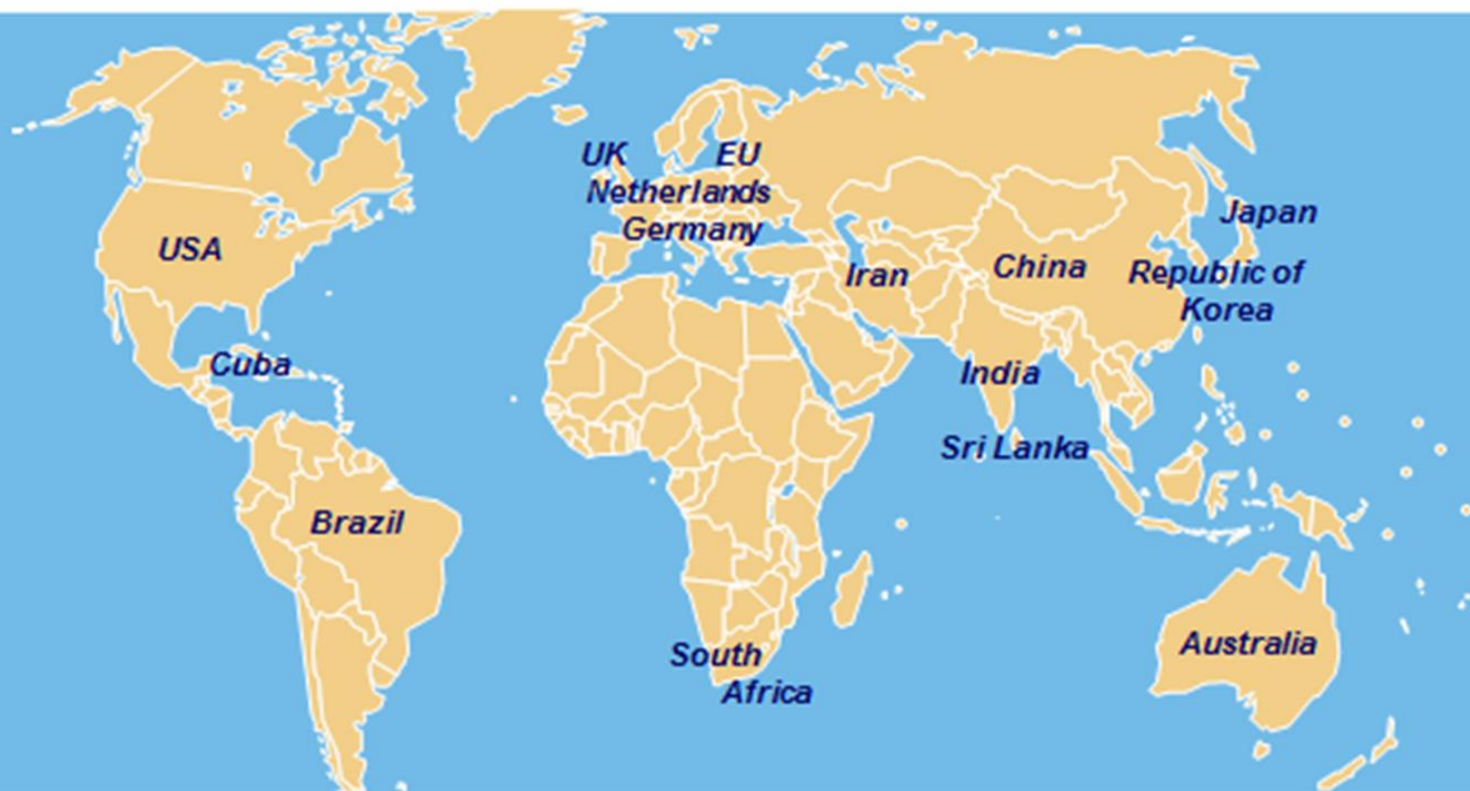 UK
EU
Netherlands
Germany
USA
Japan
Iran
China
Republic of
Korea
Cuba
India
Sri Lanka
Brazil
Australia
South
Africa